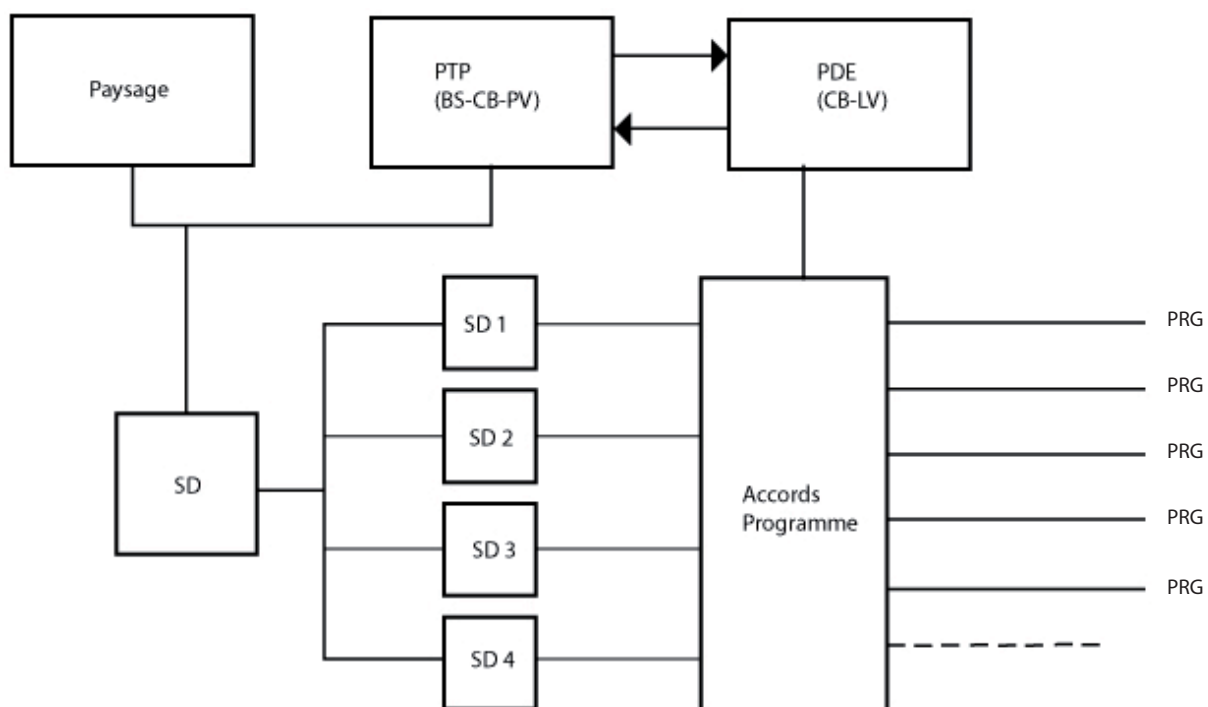 Paysage
PTP
(BS-CB-PV)
PDE
(CB-LV)
SD 1
PRG
PRG
SD 2
PRG
SD
Accords
Programme
PRG
SD 3
PRG
SD 4